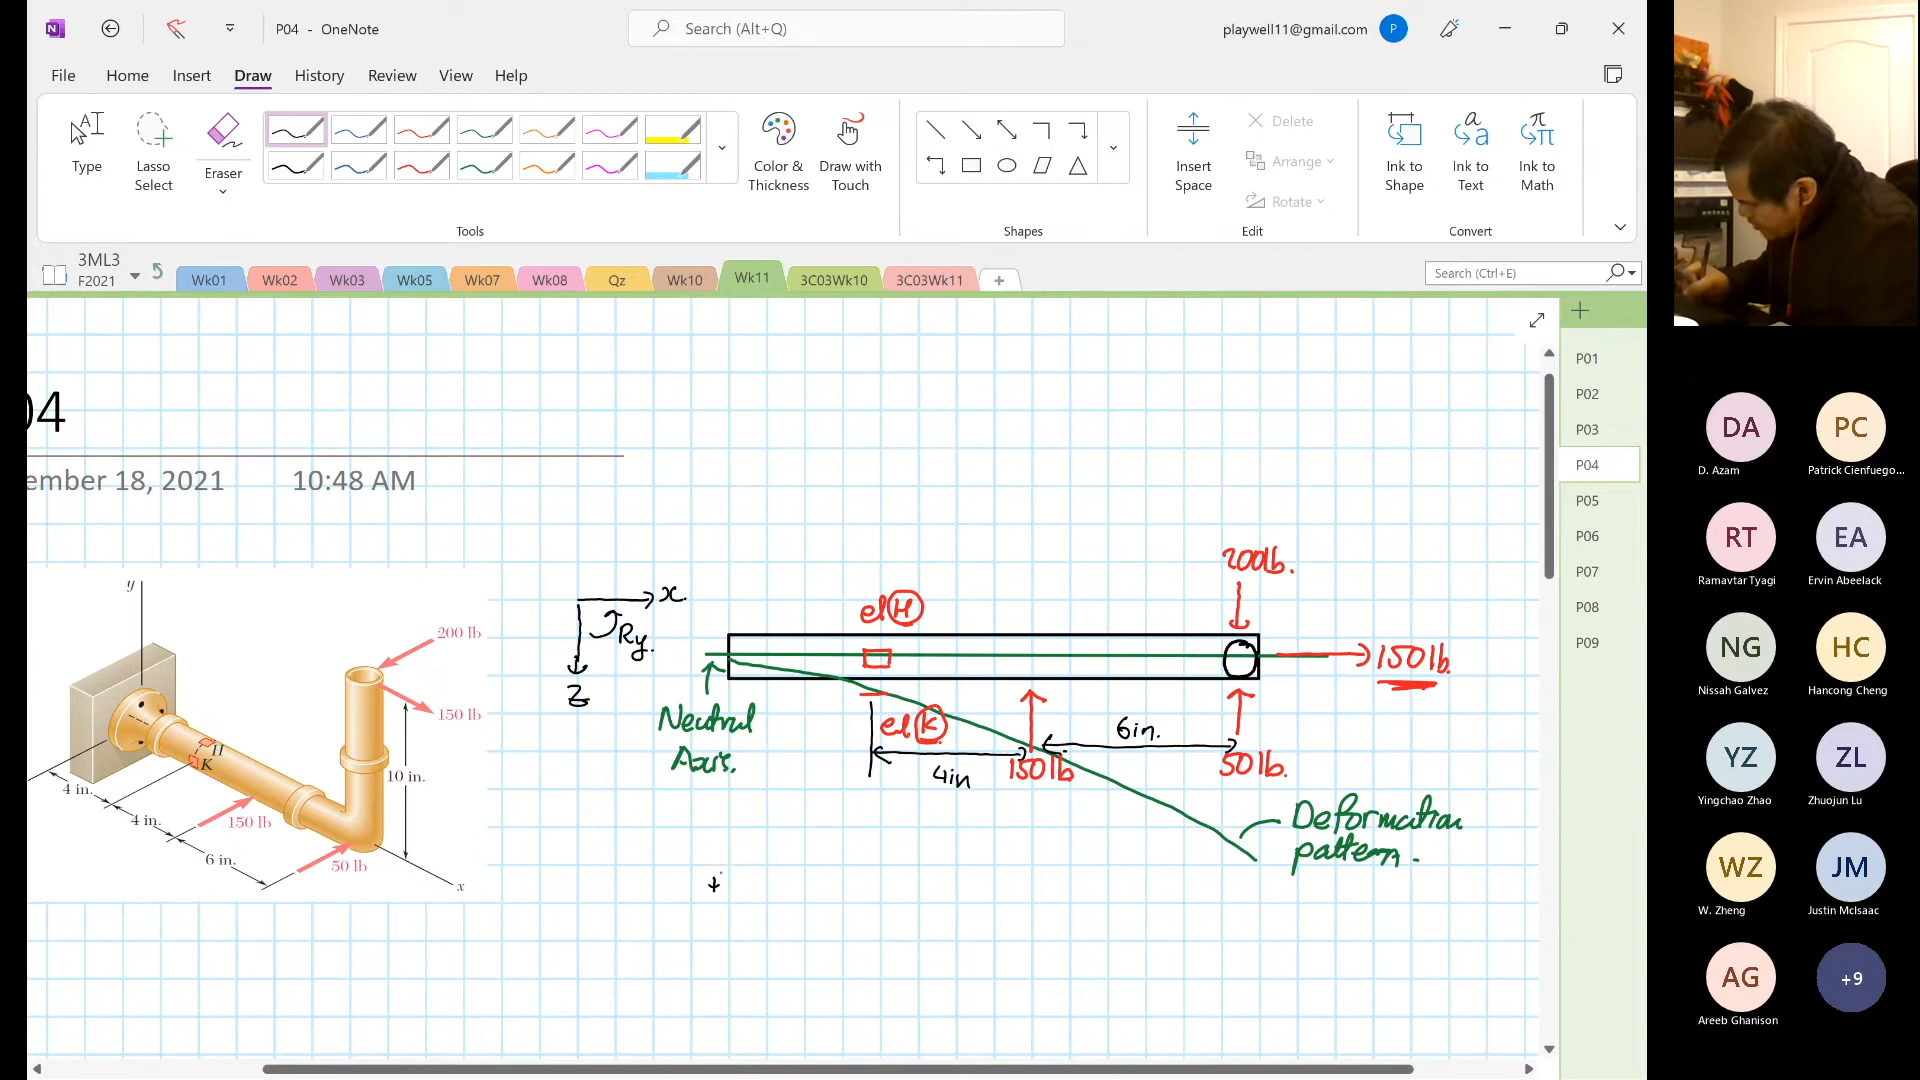 P04 - OneNote
Search (Alt+Q)
playwell11@gmail.com
P
File
Home
Insert
Draw
History
Review
View
Help
Type
Lasso
Select
Eraser
Color &
Thickness
Draw with
Touch
Insert
Space
Delete
Arrange
Rotate
Ink to
Shape
Ink to
Text
Ink to
Math
Tools
Shapes
Edit
Convert
3ML3
F2021
Wk01
Wk02
Wk03
Wk05
Wk07
Wk08
Qz
Wk10
Wk11
3C03Wk10
3C03Wk11
Search (Ctrl+E)
P01
P02
P03
P04
P05
P06
P07
P08
P09
04
ember 18, 2021
10:48 AM
y
200 lb
150 lb
H
K
10 in.
4 in.
4 in.
150 lb
6 in.
50 lb
x
x
Ry.
Z
200lb.
el H
150lb.
Neutral
Axis.
el K
6in.
4in
150lb
50lb.
Deformation
pattern.
+
DA
D. Azam
PC
Patrick Cienfuego...
RT
Ramavtar Tyagi
EA
Ervin Abeelack
NG
Nissah Galvez
HC
Hancong Cheng
YZ
Yingchao Zhao
ZL
Zhuojun Lu
WZ
W. Zheng
JM
Justin McIsaac
AG
Areeb Ghanison
+9